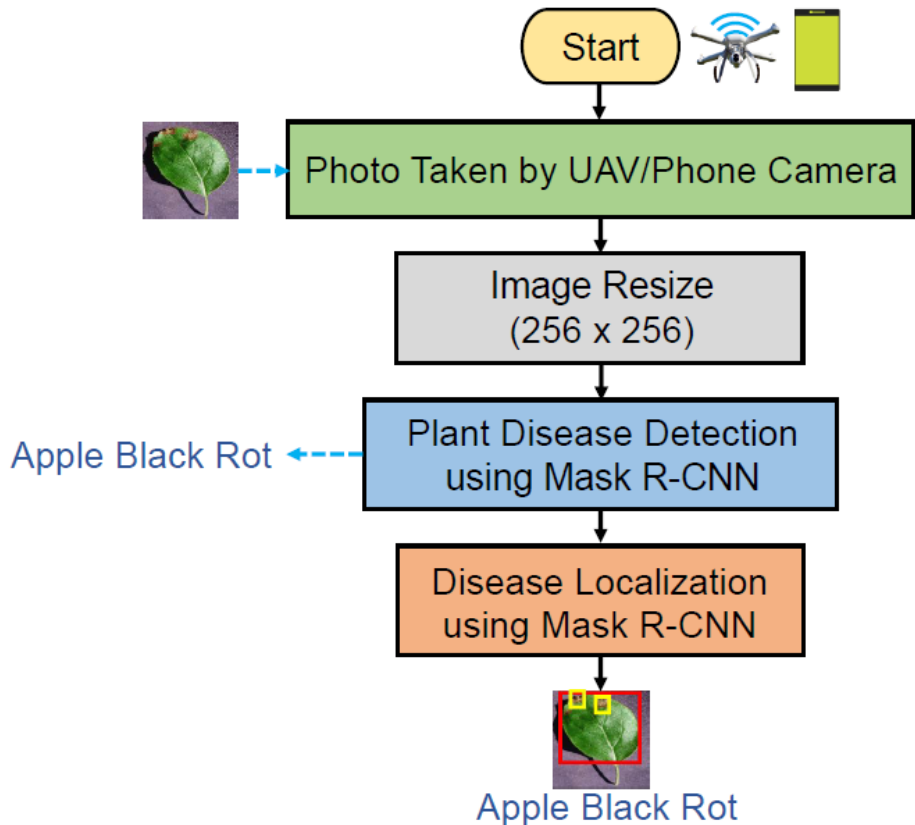 Start
Photo Taken by UAV/Phone Camera
Image Resize
(256 x 256)
Plant Disease Detection
using Mask R-CNN
Apple Black Rot
Disease Localization
using Mask R-CNN
Apple Black Rot